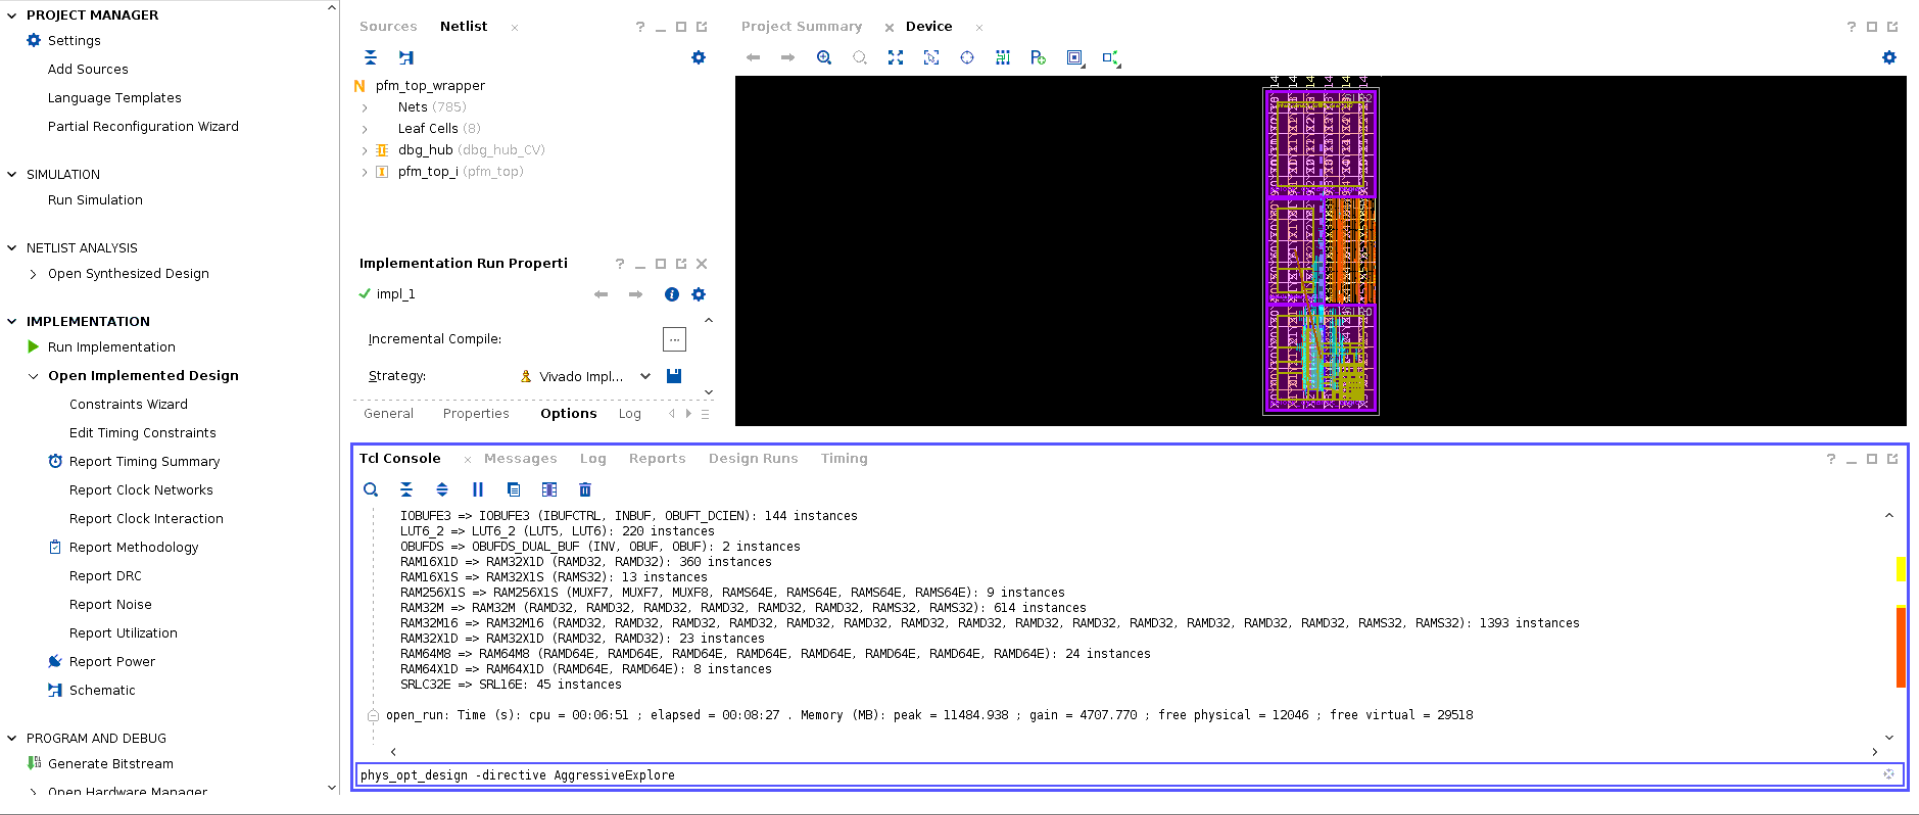 PROJECT MANAGER
Settings
Add Sources
Language Templates
Partial Reconfiguration Wizard
SIMULATION
Run Simulation
NETLIST ANALYSIS
Open Synthesized Design
IMPLEMENTATION
Run Implementation
Open Implemented Design
Constraints Wizard
Edit Timing Constraints
Report Timing Summary
Report Clock Networks
Report Clock Interaction
Report Methodology
Report DRC
Report Noise
Report Utilization
Report Power
Schematic
PROGRAM AND DEBUG
Generate Bitstream
Open Hardware Manager
Sources Netlist
N pfm_top_wrapper
Nets (785)
Leaf Cells (8)
dbg_hub (dbg_hub_CV)
pfm_top_i (pfm_top)
Implementation Run Properti
impl_1
Incremental Compile:
Strategy: Vivado Impl...
General Properties Options Log
Project Summary Device
Tcl Console Messages Log Reports Design Runs Timing
IOBUFE3 => IOBUFE3 (IBUFCTRL, INBUF, OBUFT_DCIEN): 144 instances
LUT6_2 => LUT6_2 (LUT5, LUT6): 220 instances
OBUFDS => OBUFDS_DUAL_BUF (INV, OBUF, OBUF): 2 instances
RAM16X1D => RAM32X1D (RAMD32, RAMD32): 360 instances
RAM16X1S => RAM32X1S (RAMS32): 13 instances
RAM256X1S => RAM256X1S (MUXF7, MUXF7, MUXF8, RAMS64E, RAMS64E, RAMS64E, RAMS64E): 9 instances
RAM32M => RAM32M (RAMD32, RAMD32, RAMD32, RAMD32, RAMD32, RAMD32, RAMS32, RAMS32): 614 instances
RAM32M16 => RAM32M16 (RAMD32, RAMD32, RAMD32, RAMD32, RAMD32, RAMD32, RAMD32, RAMD32, RAMD32, RAMD32, RAMD32, RAMD32, RAMD32, RAMD32, RAMS32, RAMS32): 1393 instances
RAM32X1D => RAM32X1D (RAMD32, RAMD32): 23 instances
RAM64M8 => RAM64M8 (RAMD64E, RAMD64E, RAMD64E, RAMD64E, RAMD64E, RAMD64E, RAMD64E, RAMD64E): 24 instances
RAM64X1D => RAM64X1D (RAMD64E, RAMD64E): 8 instances
SRLC32E => SRL16E: 45 instances
open_run: Time (s): cpu = 00:06:51 ; elapsed = 00:08:27 . Memory (MB): peak = 11484.938 ; gain = 4707.770 ; free physical = 12046 ; free virtual = 29518
phys_opt_design -directive AggressiveExplore